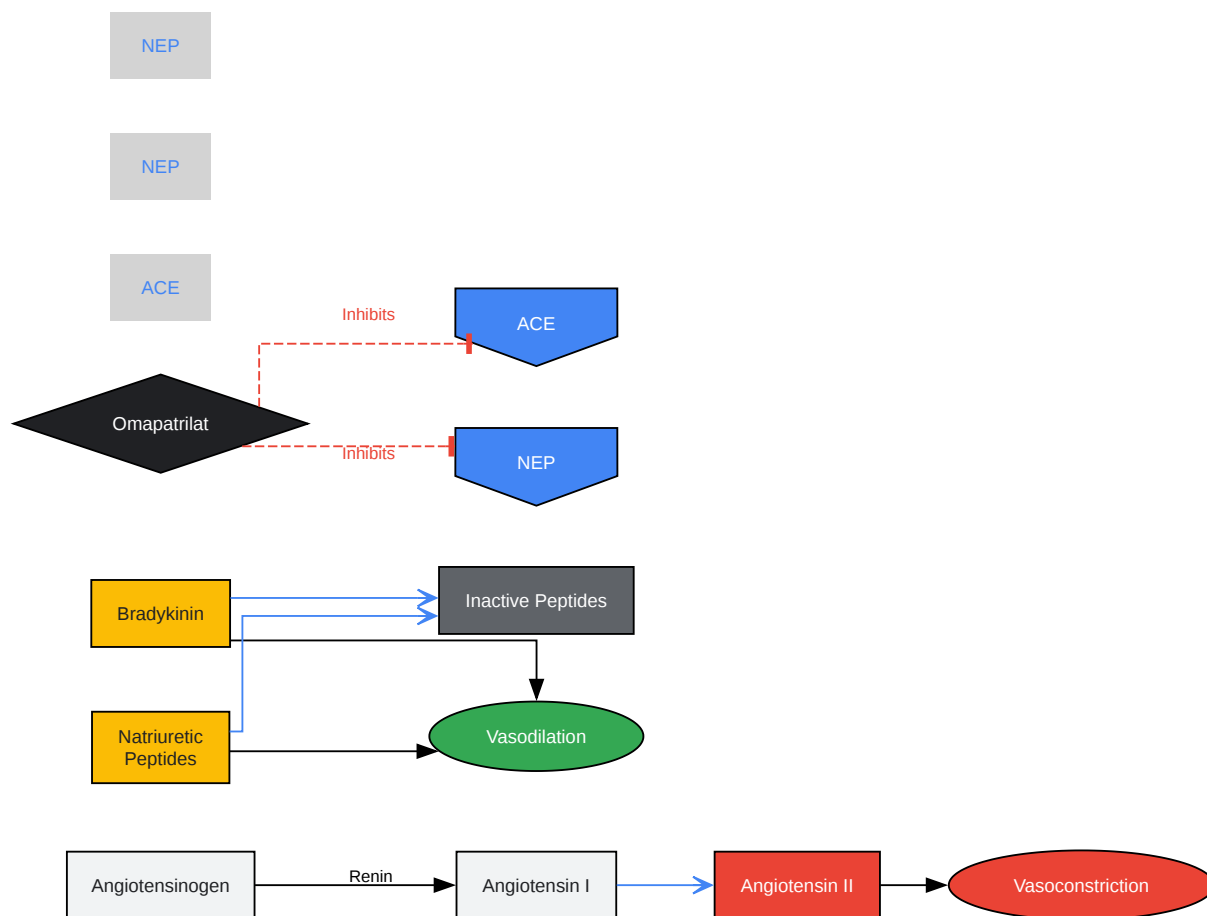 NEP
NEP
ACE
Inhibits
ACE
Omapatrilat
Inhibits
NEP
Bradykinin
Inactive Peptides
Natriuretic
Peptides
Vasodilation
Angiotensinogen
Renin
Angiotensin I
Angiotensin II
Vasoconstriction